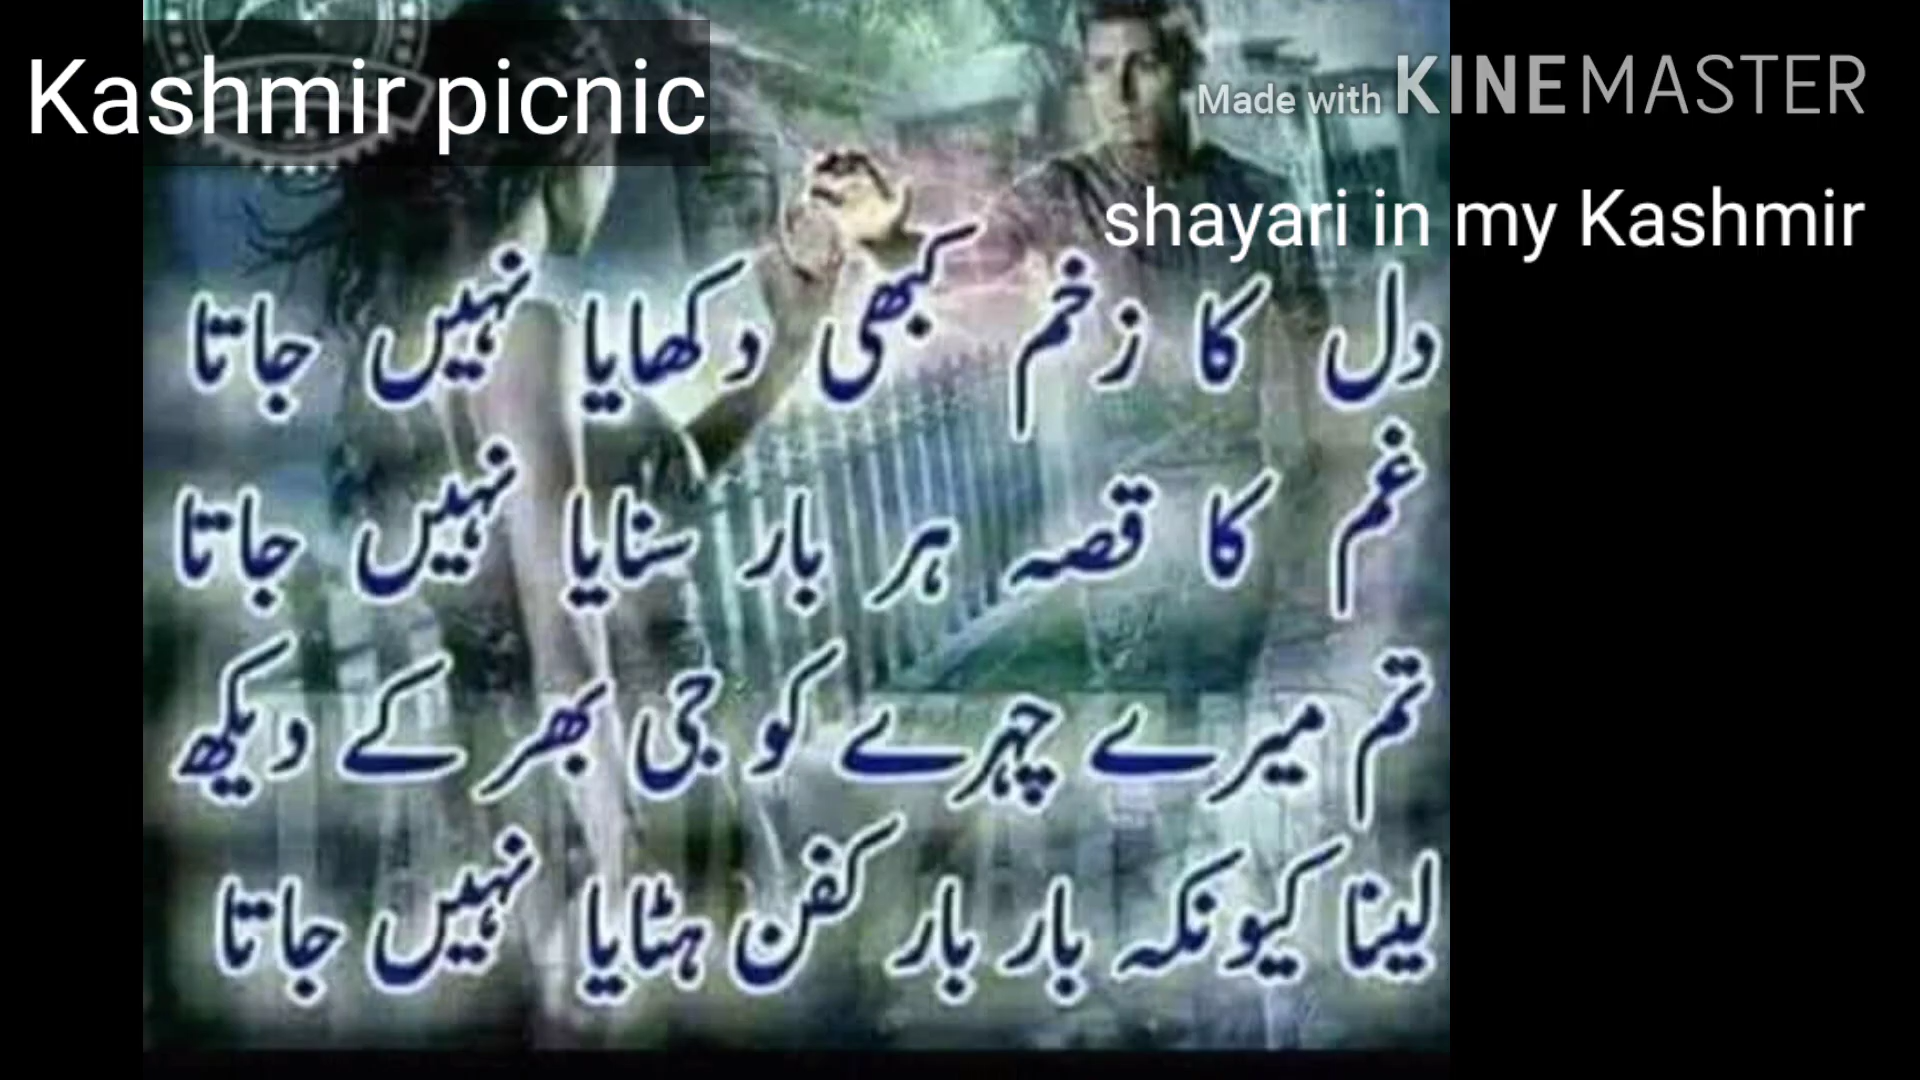 Kashmir picnic
Made with KINEMASTER
shayari in my Kashmir
دل کا زخم کبھی دکھایا نہیں جاتا
غم کا قصہ ہر بار سنایا نہیں جاتا
تم میرے چہرے کو جی بھر کے دیکھ
لینا کیونکہ بار بار کفن ہٹایا نہیں جاتا